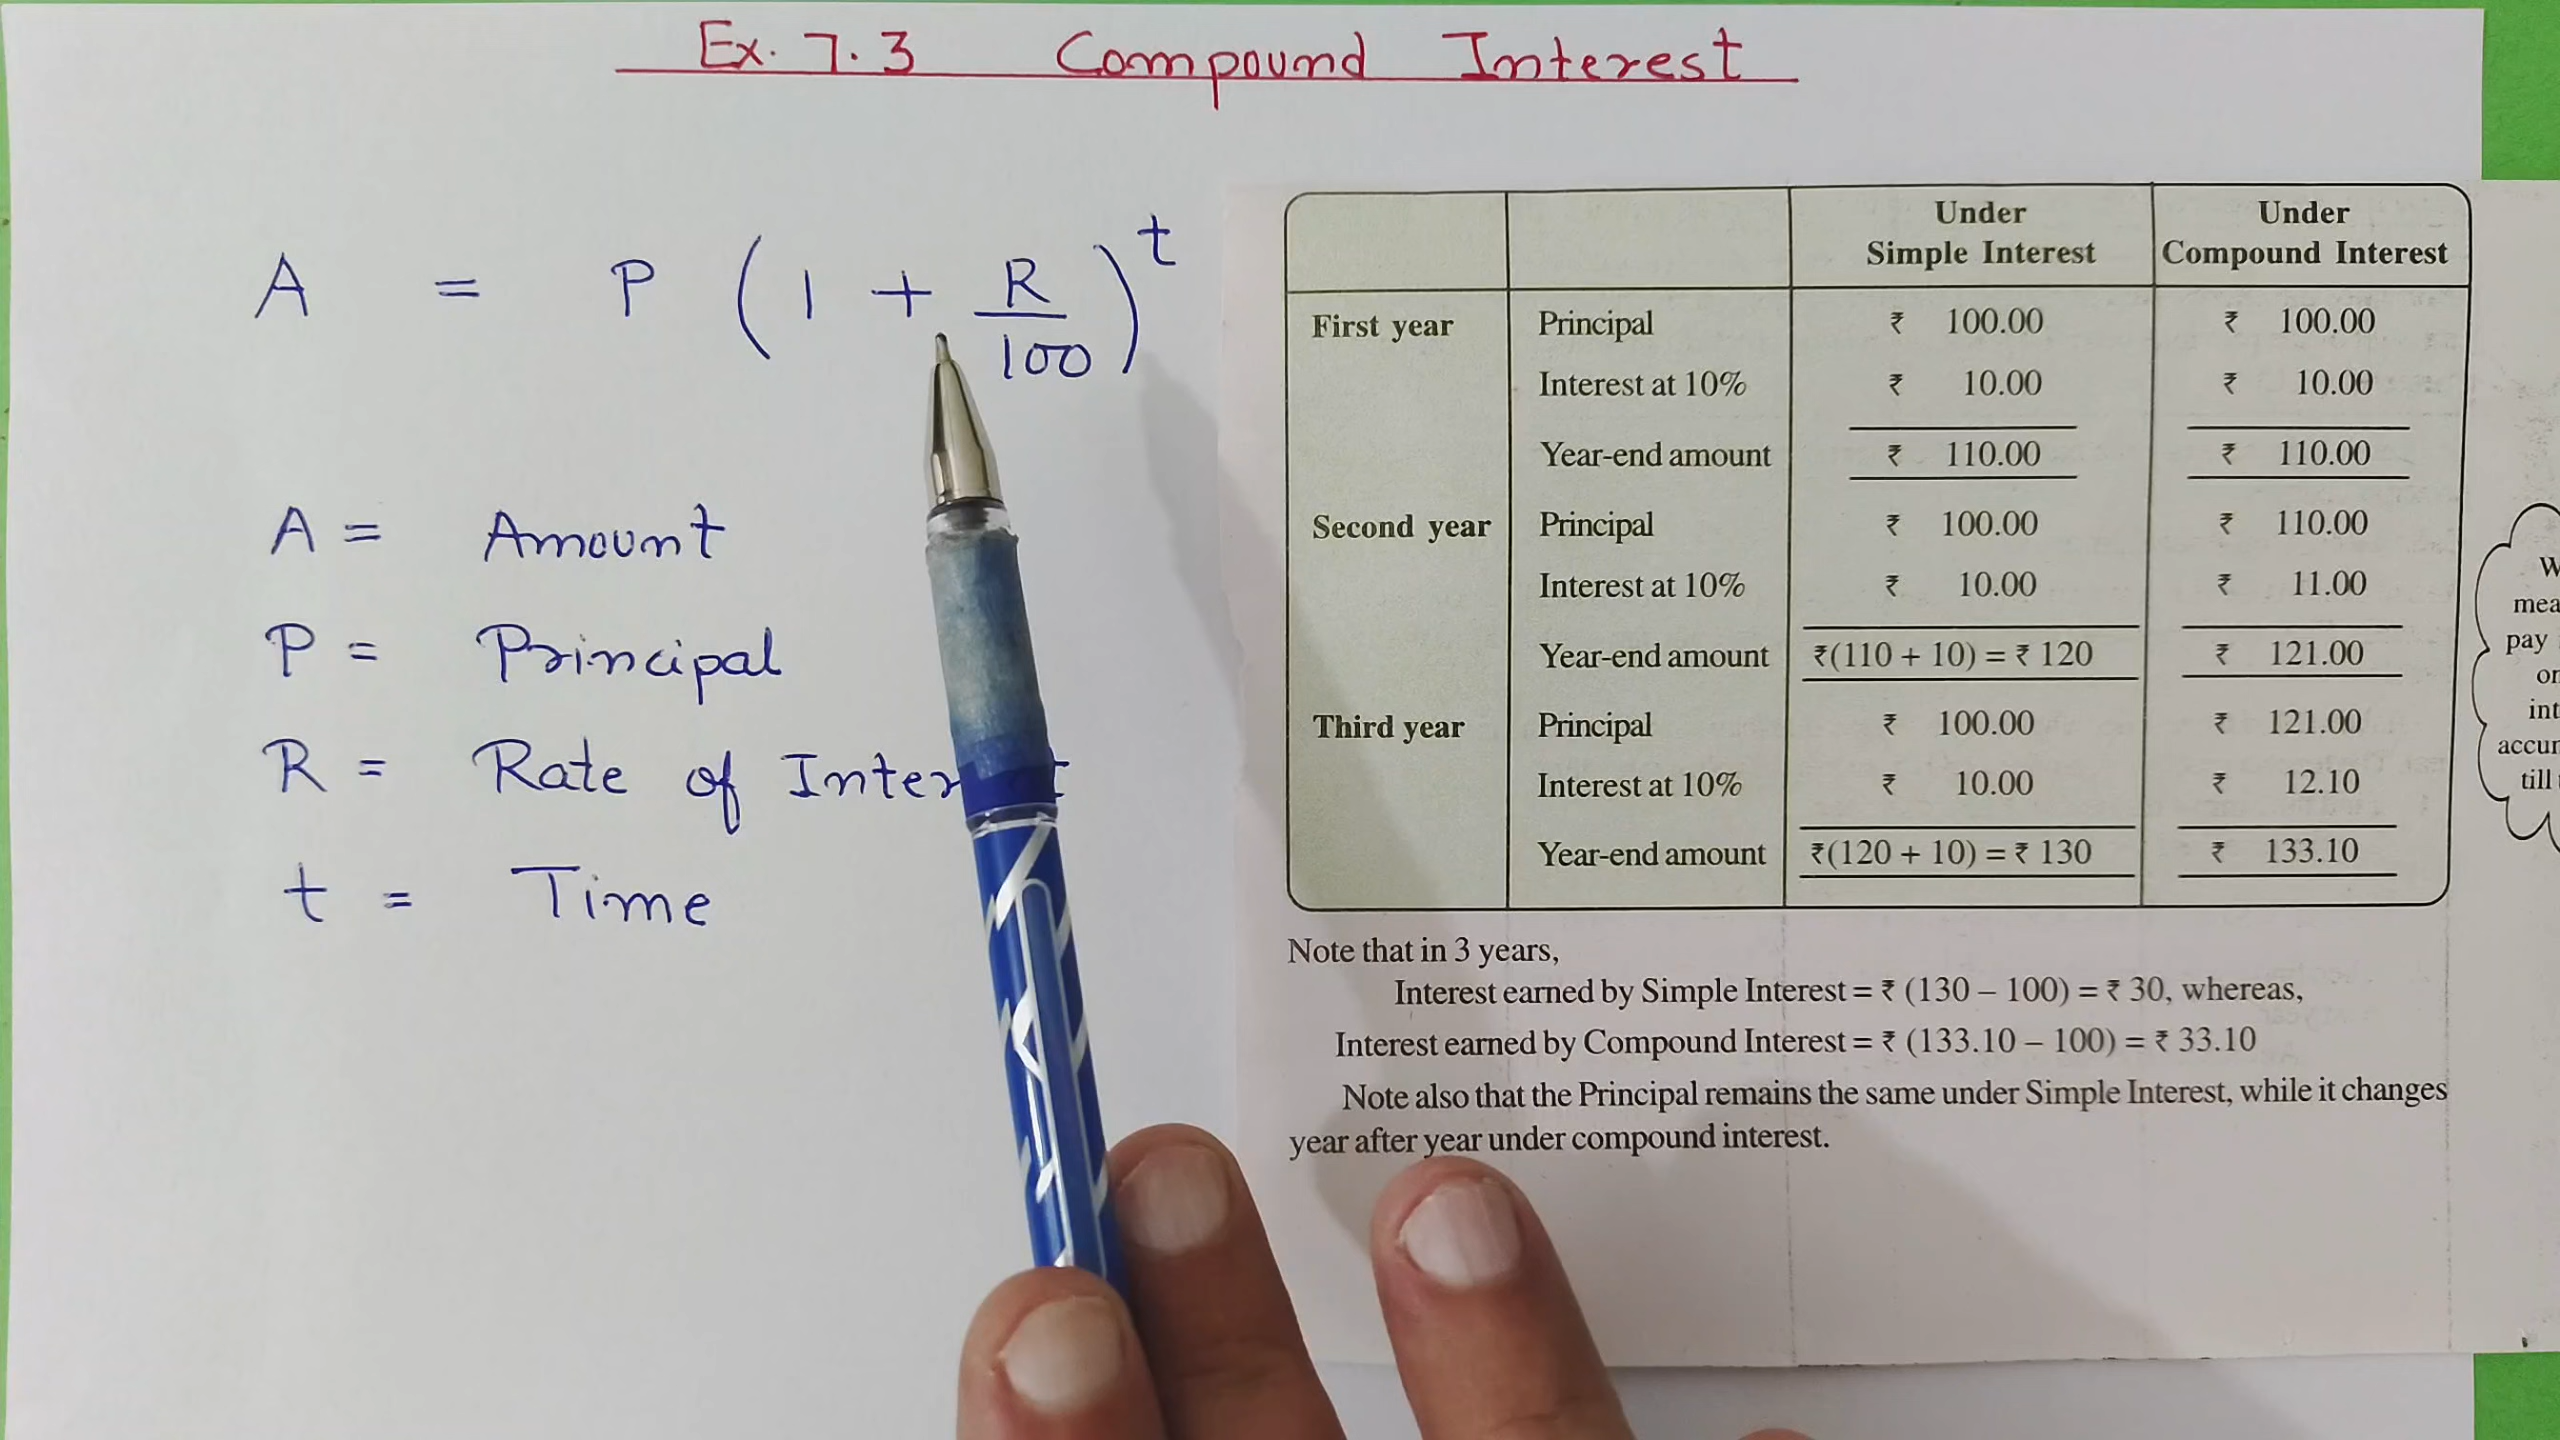 Ex. 7.3 Compound Interest
A = P (1 + R/100)^t
A = Amount
P = Principal
R = Rate of
t = Time
Under Simple Interest Under Compound Interest
First year Principal ₹ 100.00 ₹ 100.00
Interest at 10% ₹ 10.00 ₹ 10.00
Year-end amount ₹ 110.00 ₹ 110.00
Second year Principal ₹ 100.00 ₹ 110.00
Interest at 10% ₹ 10.00 ₹ 11.00
Year-end amount ₹(110 + 10) = ₹ 120 ₹ 121.00
Third year Principal ₹ 100.00 ₹ 121.00
Interest at 10% ₹ 10.00 ₹ 12.10
Year-end amount ₹(120 + 10) = ₹ 130 ₹ 133.10
Note that in 3 years,
Interest earned by Simple Interest = ₹ (130 – 100) = ₹ 30, whereas,
Interest earned by Compound Interest = ₹ (133.10 – 100) = ₹ 33.10
Note also that the Principal remains the same under Simple Interest, while it changes
year after year under compound interest.
pay
till